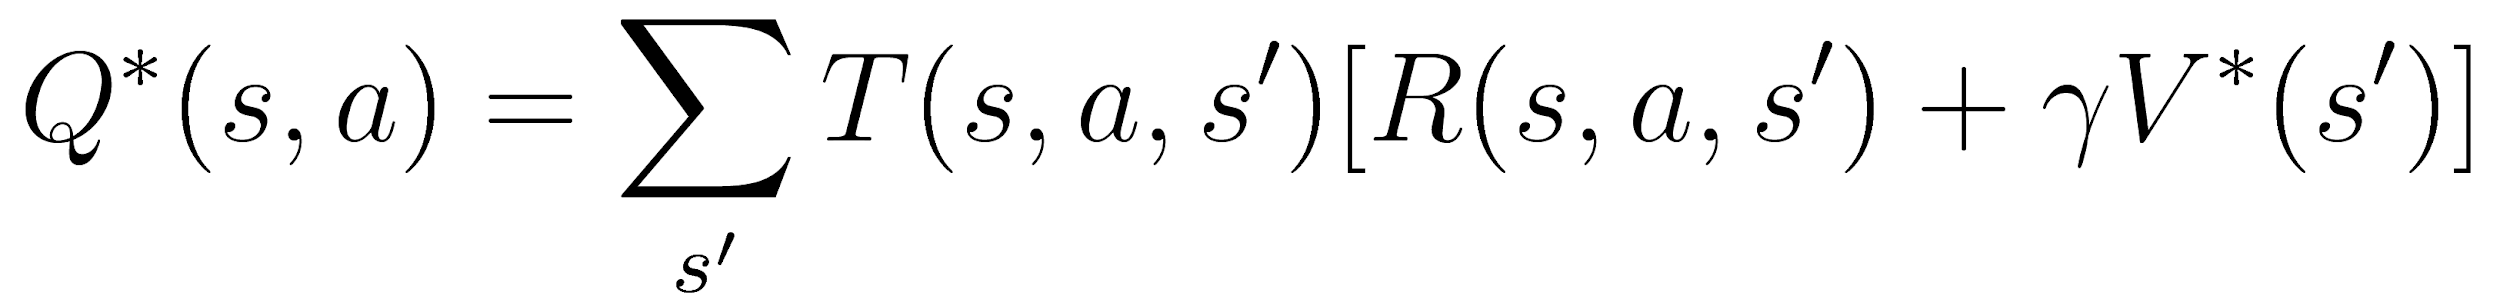 Q*(s, a) = ∑_{s′} T(s, a, s′)[R(s, a, s′) + γV*(s′)]